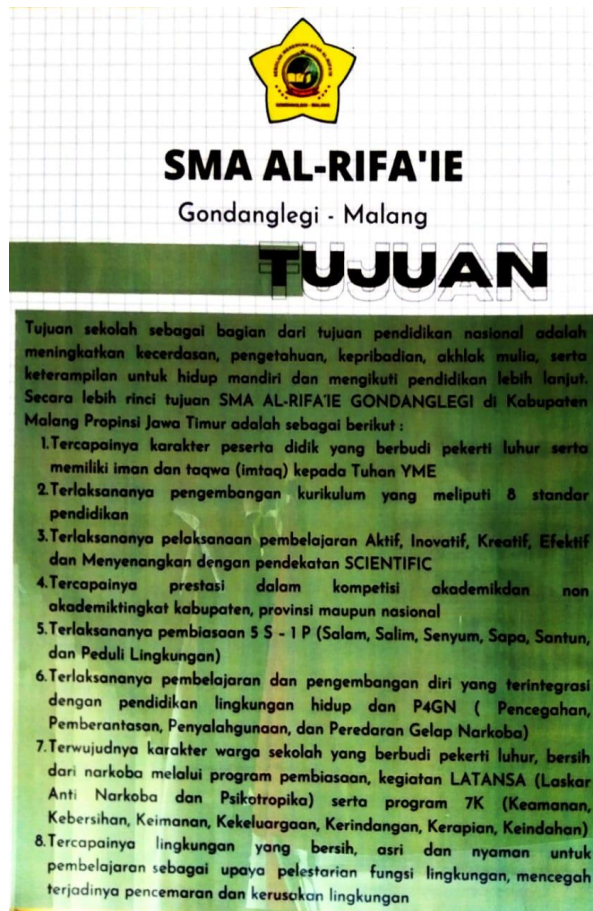 SMA AL-RIFA'IE
Gondanglegi - Malang
TUJUAN
Tujuan sekolah sebagai bagian dari tujuan pendidikan nasional adalah
meningkatkan kecerdasan, pengetahuan, kepribadian, akhlak mulia, serta
keterampilan untuk hidup mandiri dan mengikuti pendidikan lebih lanjut.
Secara lebih rinci tujuan SMA AL-RIFA'IE GONDANGLEGI di Kabupaten
Malang Propinsi Jawa Timur adalah sebagai berikut :
1.Tercapainya karakter peserta didik yang berbudi pekerti luhur serta
memiliki iman dan taqwa (imtaq) kepada Tuhan YME
2.Terlaksananya pengembangan kurikulum yang meliputi 8 standar
pendidikan
3.Terlaksananya pelaksanaan pembelajaran Aktif, Inovatif, Kreatif, Efektif
dan Menyenangkan dengan pendekatan SCIENTIFIC
4.Tercapainya prestasi dalam kompetisi akademikdan non
akademiktingkat kabupaten, provinsi maupun nasional
5.Terlaksananya pembiasaan 5 S - 1 P (Salam, Salim, Senyum, Sapa, Santun,
dan Peduli Lingkungan)
6.Terlaksananya pembelajaran dan pengembangan diri yang terintegrasi
dengan pendidikan lingkungan hidup dan P4GN ( Pencegahan,
Pemberantasan, Penyalahgunaan, dan Peredaran Gelap Narkoba)
7.Terwujudnya karakter warga sekolah yang berbudi pekerti luhur, bersih
dari narkoba melalui program pembiasaan, kegiatan LATANSA (Laskar
Anti Narkoba dan Psikotropika) serta program 7K (Keamanan,
Kebersihan, Keimanan, Kekeluargaan, Kerindangan, Kerapian, Keindahan)
8.Tercapainya lingkungan yang bersih, asri dan nyaman untuk
pembelajaran sebagai upaya pelestarian fungsi lingkungan, mencegah
terjadinya pencemaran dan kerusakan lingkungan